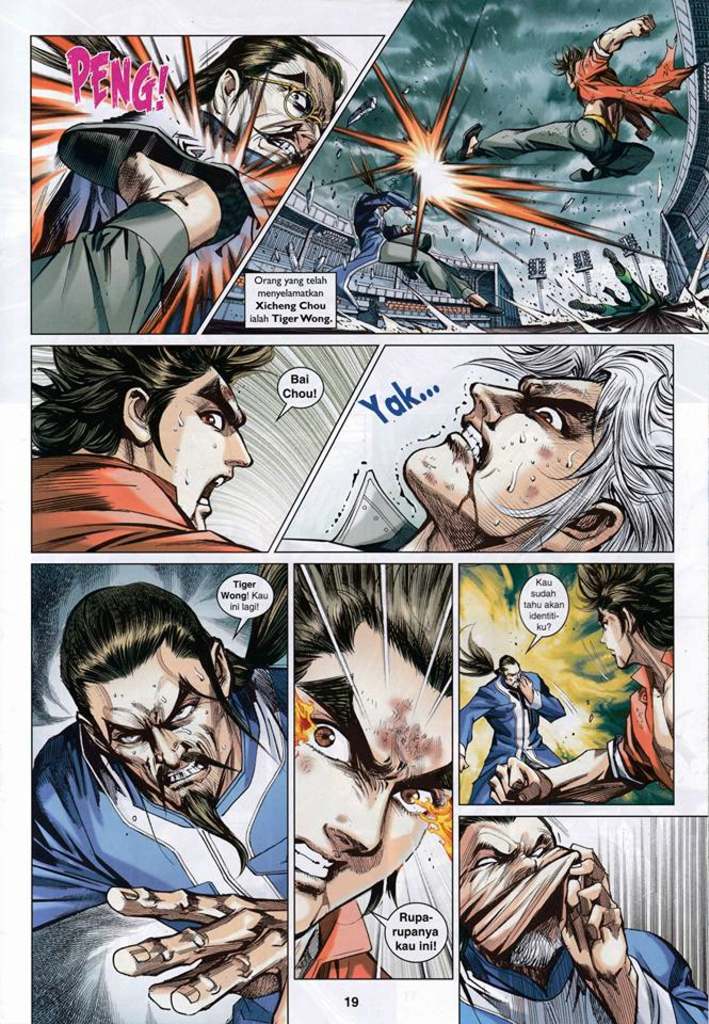 PENG!
Orang yang telah
menyelamatkan
Xicheng Chou
ialah Tiger Wong.
Bai
Chou!
Yak...
Tiger
Wong! Kau
ini lagi!
Rupa-
rupanya
kau ini!
Kau
sudah
tahu akan
identiti-
ku?
19